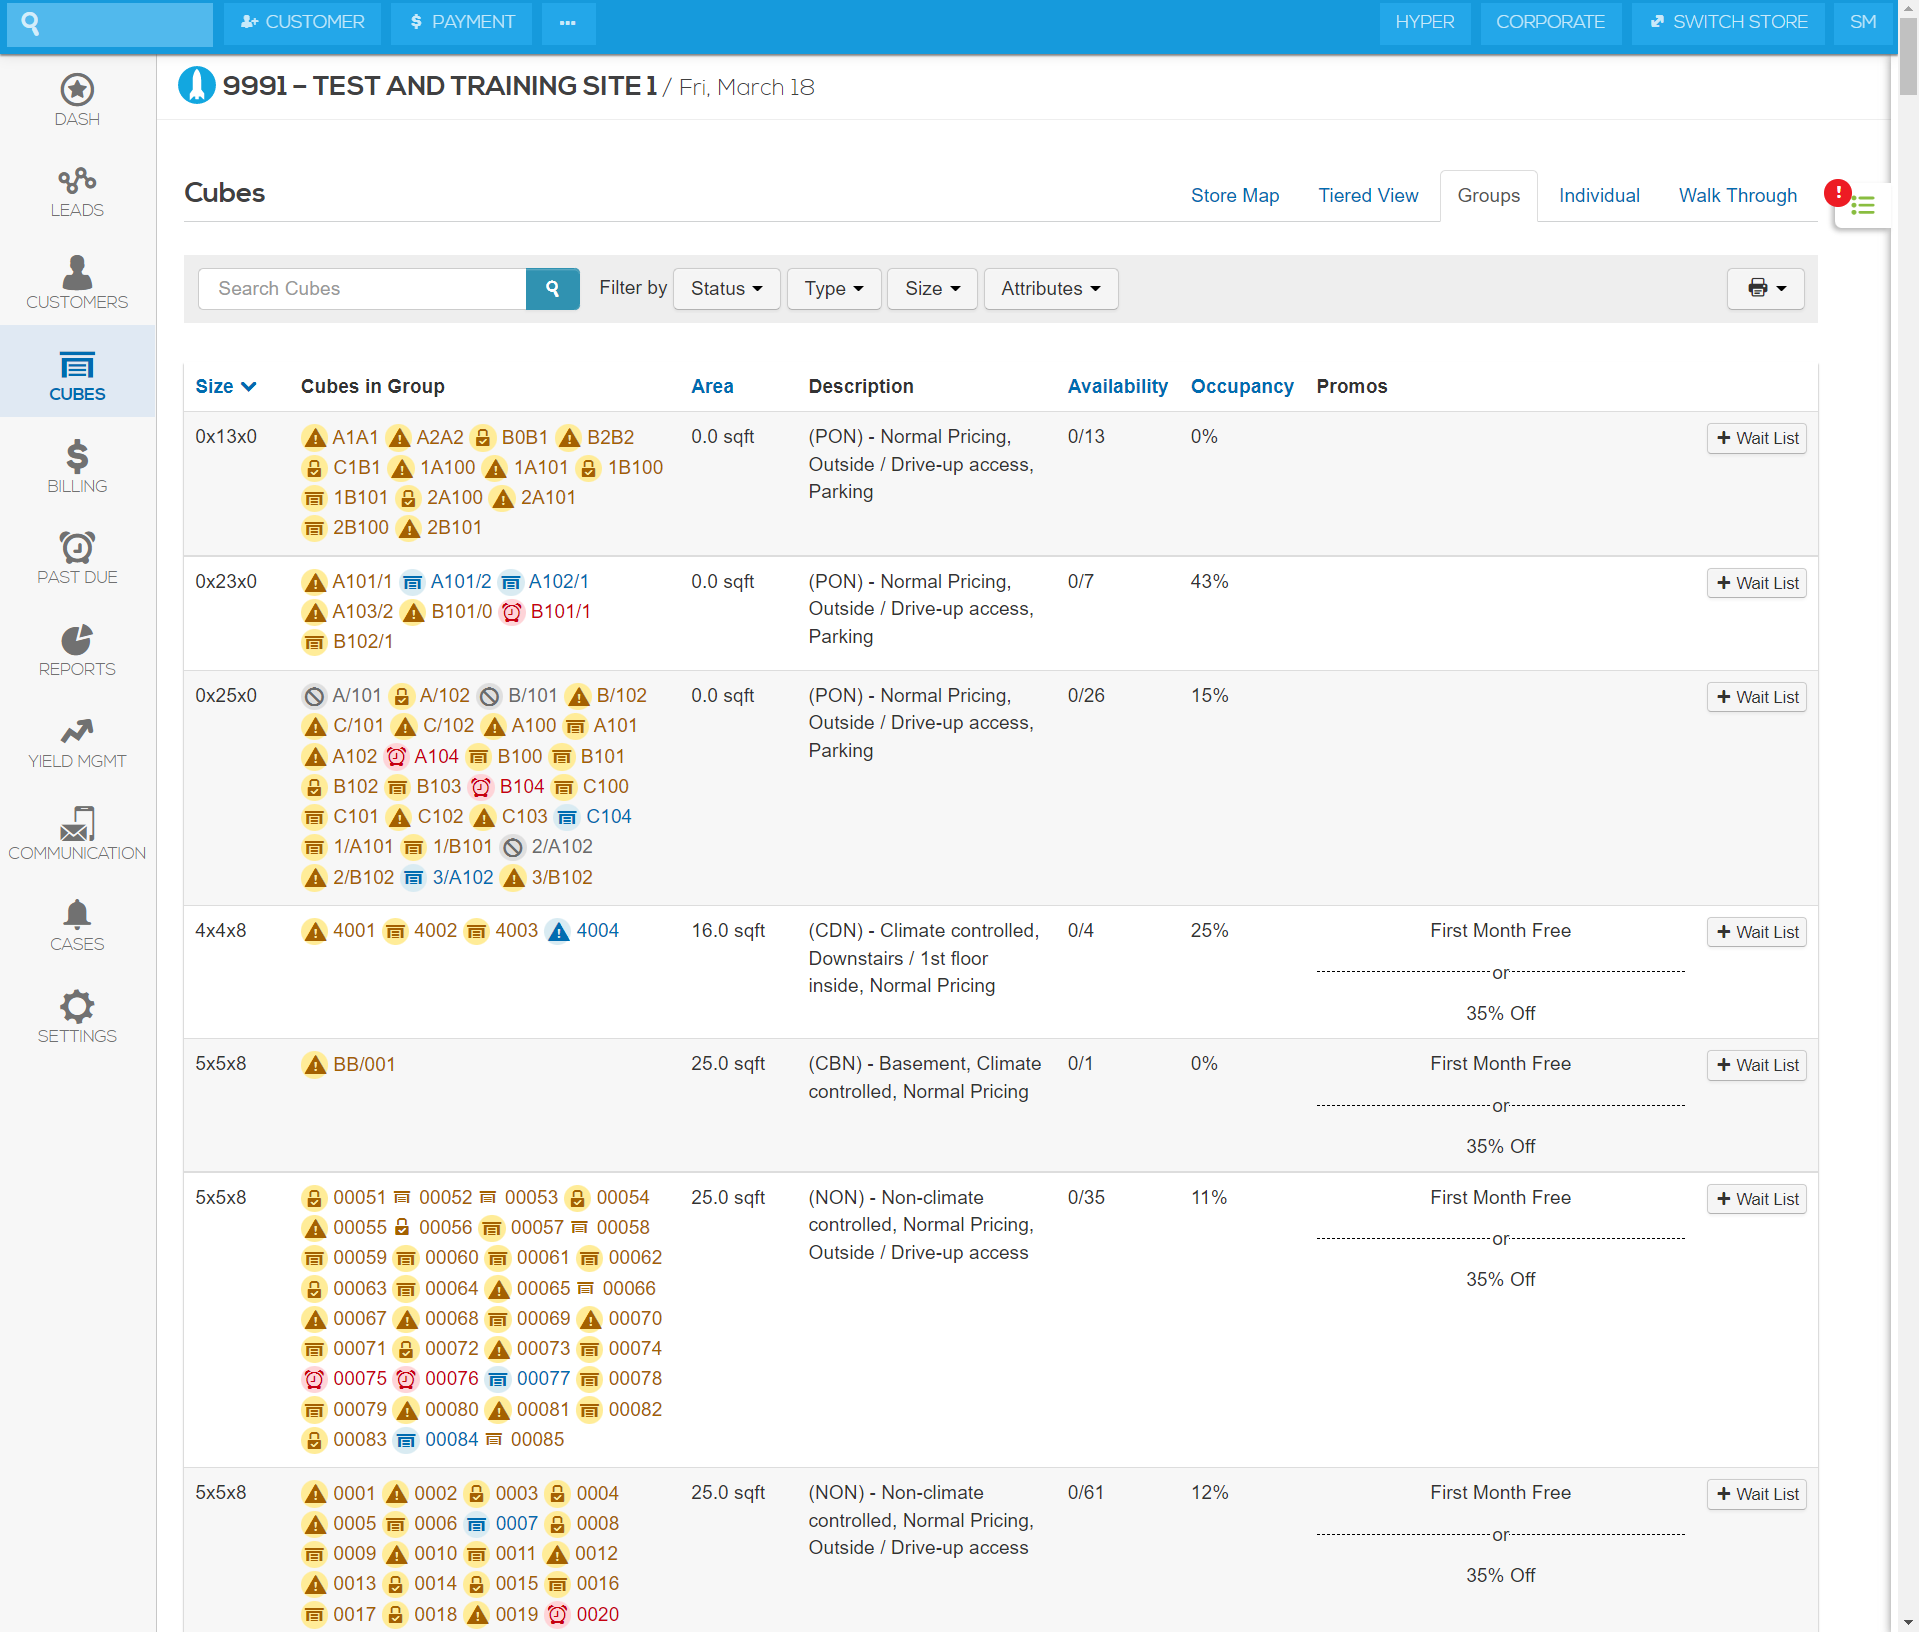 CUSTOMER
PAYMENT
...
HYPER
CORPORATE
SWITCH STORE
SM
DASH
LEADS
CUSTOMERS
CUBES
BILLING
PAST DUE
REPORTS
YIELD MGMT
COMMUNICATION
CASES
SETTINGS
9991 – TEST AND TRAINING SITE 1 / Fri, March 18
Cubes
Store Map
Tiered View
Groups
Individual
Walk Through
!
Search Cubes
Filter by
Status
Type
Size
Attributes
Size Cubes in Group Area Description Availability Occupancy Promos
0x13x0
A1A1 A2A2 B0B1 B2B2
C1B1 1A100 1A101 1B100
1B101 2A100 2A101
2B100 2B101
0.0 sqft
(PON) - Normal Pricing,
Outside / Drive-up access,
Parking
0/13
0%
+ Wait List
0x23x0
A101/1 A101/2 A102/1
A103/2 B101/0 B101/1
B102/1
0.0 sqft
(PON) - Normal Pricing,
Outside / Drive-up access,
Parking
0/7
43%
+ Wait List
0x25x0
A/101 A/102 B/101 B/102
C/101 C/102 A100 A101
A102 A104 B100 B101
B102 B103 B104 C100
C101 C102 C103 C104
1/A101 1/B101 2/A102
2/B102 3/A102 3/B102
0.0 sqft
(PON) - Normal Pricing,
Outside / Drive-up access,
Parking
0/26
15%
+ Wait List
4x4x8
4001 4002 4003 4004
16.0 sqft
(CDN) - Climate controlled,
Downstairs / 1st floor
inside, Normal Pricing
0/4
25%
First Month Free
or
35% Off
+ Wait List
5x5x8
BB/001
25.0 sqft
(CBN) - Basement, Climate
controlled, Normal Pricing
0/1
0%
First Month Free
or
35% Off
+ Wait List
5x5x8
00051 00052 00053 00054
00055 00056 00057 00058
00059 00060 00061 00062
00063 00064 00065 00066
00067 00068 00069 00070
00071 00072 00073 00074
00075 00076 00077 00078
00079 00080 00081 00082
00083 00084 00085
25.0 sqft
(NON) - Non-climate
controlled, Normal Pricing,
Outside / Drive-up access
0/35
11%
First Month Free
or
35% Off
+ Wait List
5x5x8
0001 0002 0003 0004
0005 0006 0007 0008
0009 0010 0011 0012
0013 0014 0015 0016
0017 0018 0019 0020
25.0 sqft
(NON) - Non-climate
controlled, Normal Pricing,
Outside / Drive-up access
0/61
12%
First Month Free
or
35% Off
+ Wait List